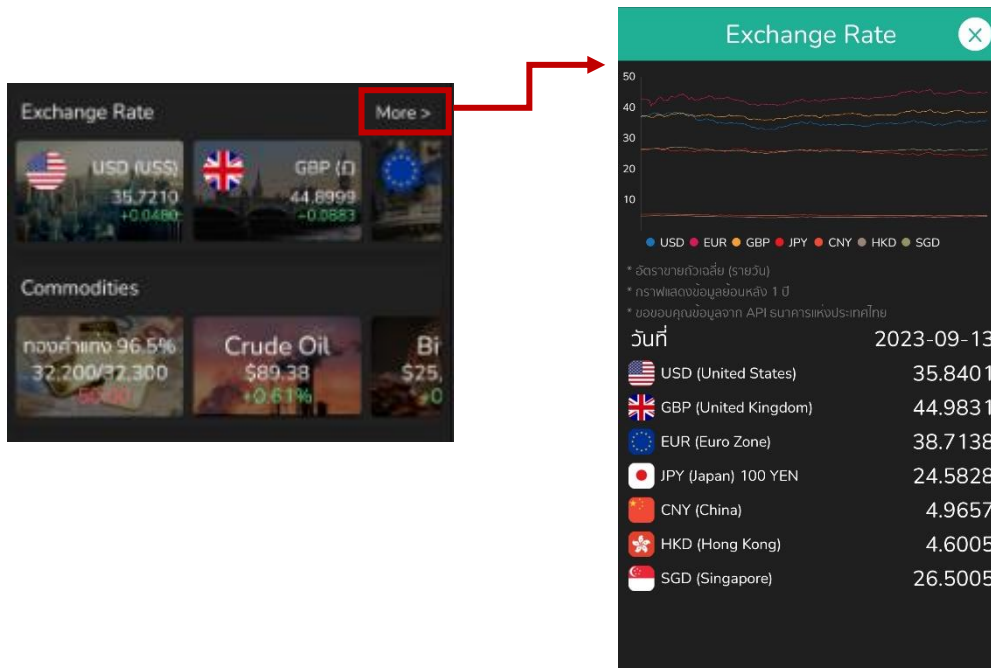 Exchange Rate
More >
USD (US$)
35.7210
+0.0480
GBP (£)
44.8999
+0.0883
Commodities
ทองคำแท่ง 96.5%
32,200/32,300
Crude Oil
$89.38
+0.61%
Bi
$25,
+0
Exchange Rate
50
40
30
20
10
USD EUR GBP JPY CNY HKD SGD
* อัตราขายถัวเฉลี่ย (รายวัน)
* กราฟแสดงข้อมูลย้อนหลัง 1 ปี
* ขอขอบคุณข้อมูลจาก API ธนาคารแห่งประเทศไทย
วันที่ 2023-09-13
USD (United States) 35.8401
GBP (United Kingdom) 44.9831
EUR (Euro Zone) 38.7138
JPY (Japan) 100 YEN 24.5828
CNY (China) 4.9657
HKD (Hong Kong) 4.6005
SGD (Singapore) 26.5005